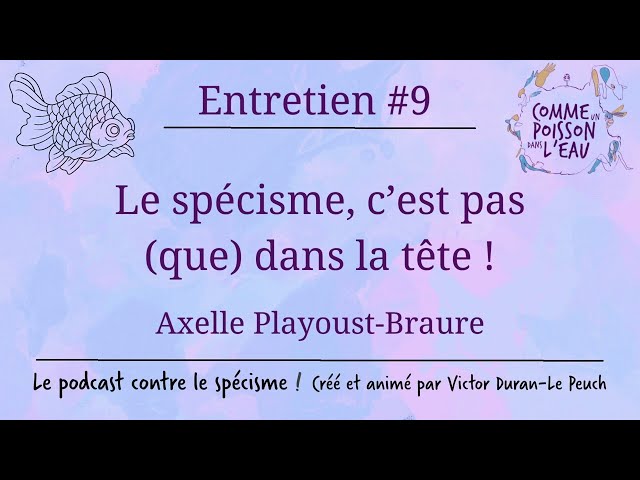 Entretien #9
COMME UN
POISSON
DANS L'EAU
Le spécisme, c'est pas
(que) dans la tête !
Axelle Playoust-Braure
Le podcast contre le spécisme ! Créé et animé par Victor Duran-Le Peuch